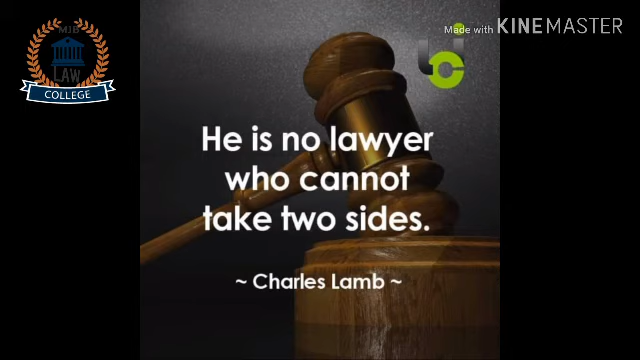 MJB
LAW
COLLEGE
Made with KINEMASTER
He is no lawyer
who cannot
take two sides.
~ Charles Lamb ~